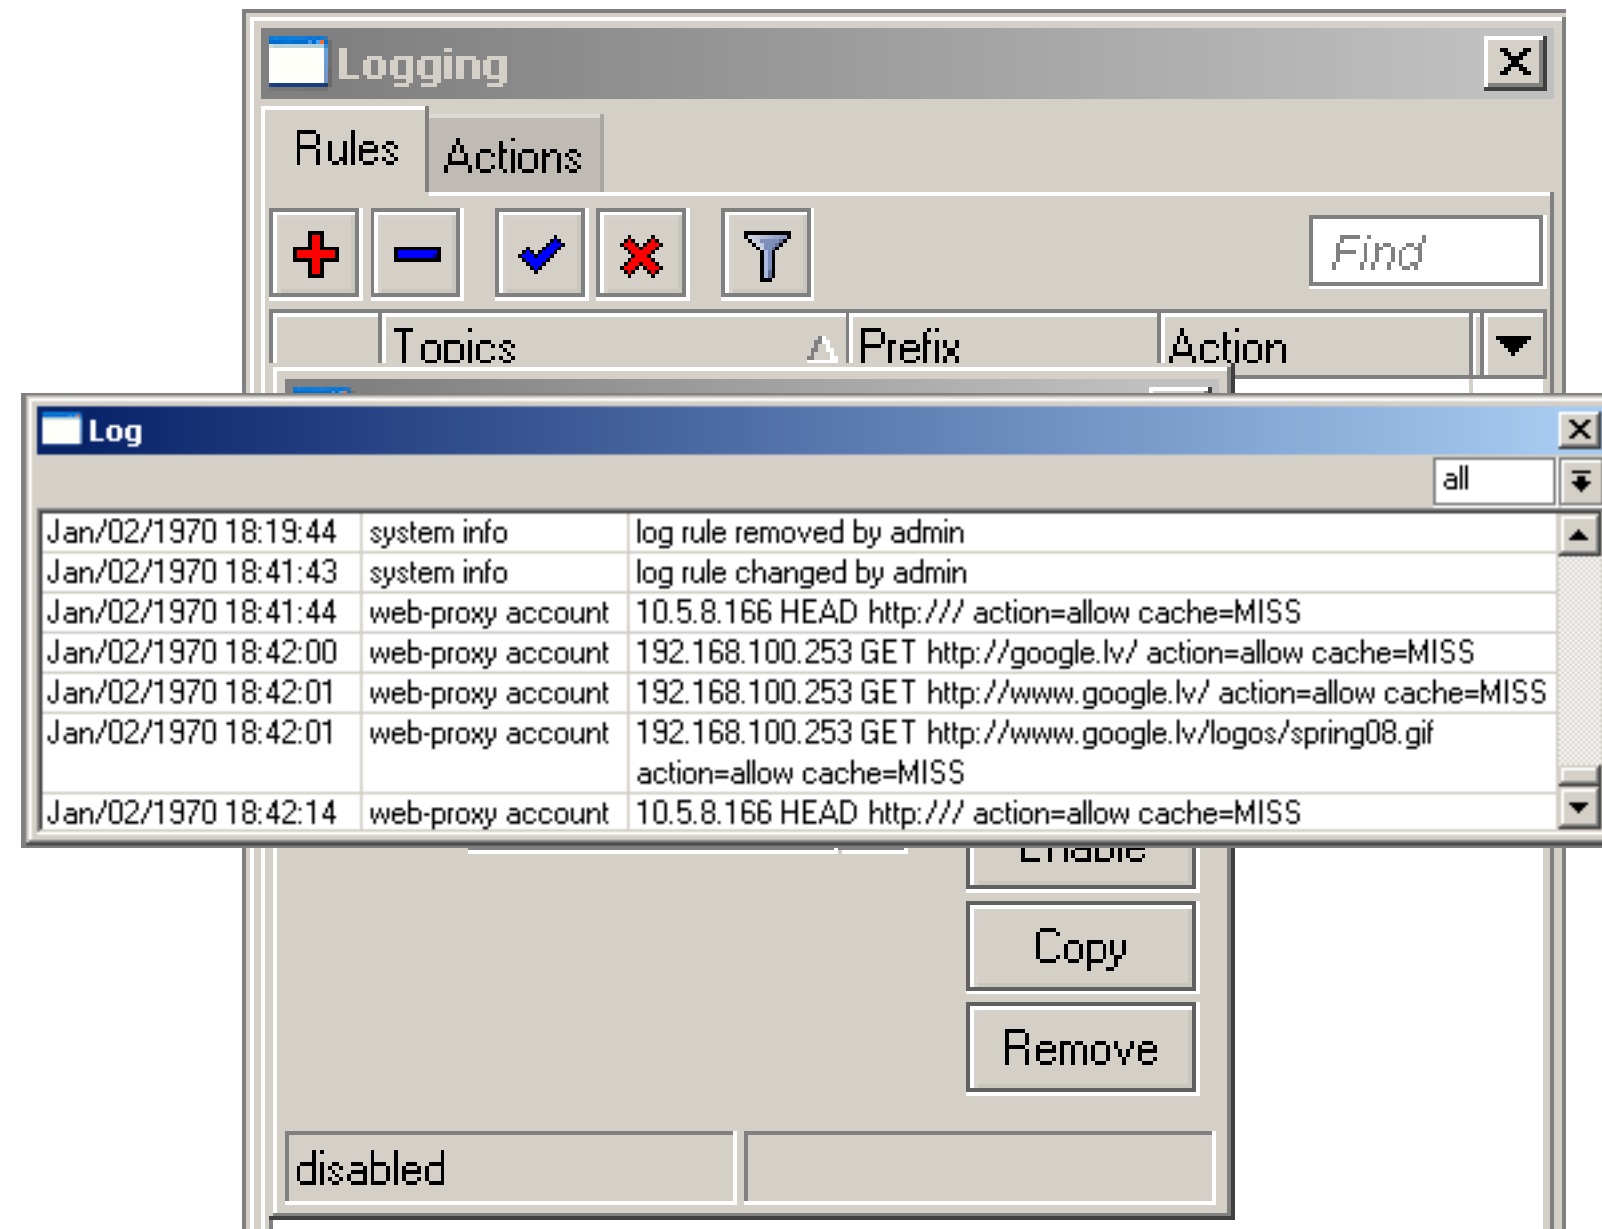 Logging
Rules Actions
Find
Topics Prefix Action
Log
all
Jan/02/1970 18:19:44 system info log rule removed by admin
Jan/02/1970 18:41:43 system info log rule changed by admin
Jan/02/1970 18:41:44 web-proxy account 10.5.8.166 HEAD http:/// action=allow cache=MISS
Jan/02/1970 18:42:00 web-proxy account 192.168.100.253 GET http://google.lv/ action=allow cache=MISS
Jan/02/1970 18:42:01 web-proxy account 192.168.100.253 GET http://www.google.lv/ action=allow cache=MISS
Jan/02/1970 18:42:01 web-proxy account 192.168.100.253 GET http://www.google.lv/logos/spring08.gif
action=allow cache=MISS
Jan/02/1970 18:42:14 web-proxy account 10.5.8.166 HEAD http:/// action=allow cache=MISS
Enable
Copy
Remove
disabled